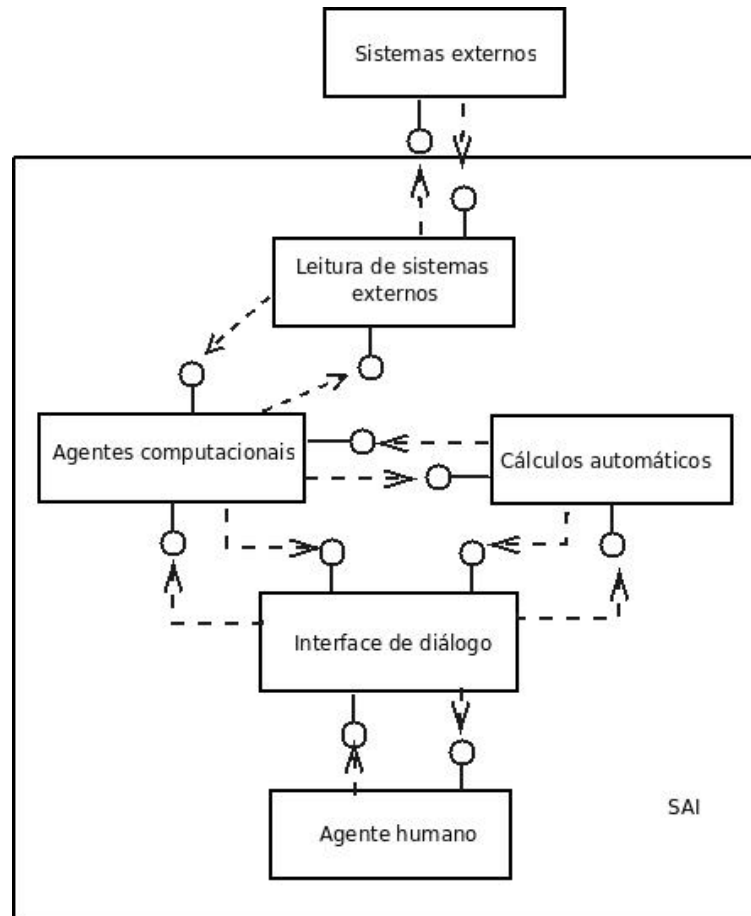 Sistemas externos
Leitura de sistemas
externos
Agentes computacionais
Cálculos automáticos
Interface de diálogo
SAI
Agente humano